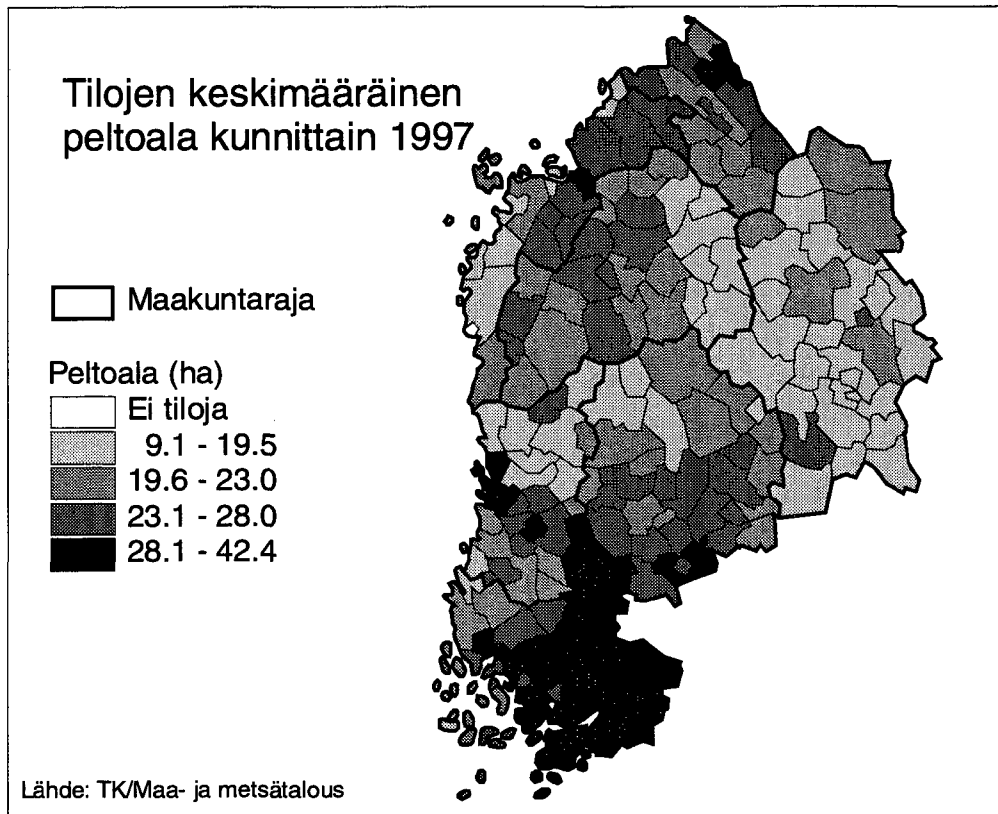 Tilojen keskimääräinen
peltoala kunnittain 1997
Maakuntaraja
Peltoala (ha)
Ei tiloja
9.1 - 19.5
19.6 - 23.0
23.1 - 28.0
28.1 - 42.4
Lähde: TK/Maa- ja metsätalous